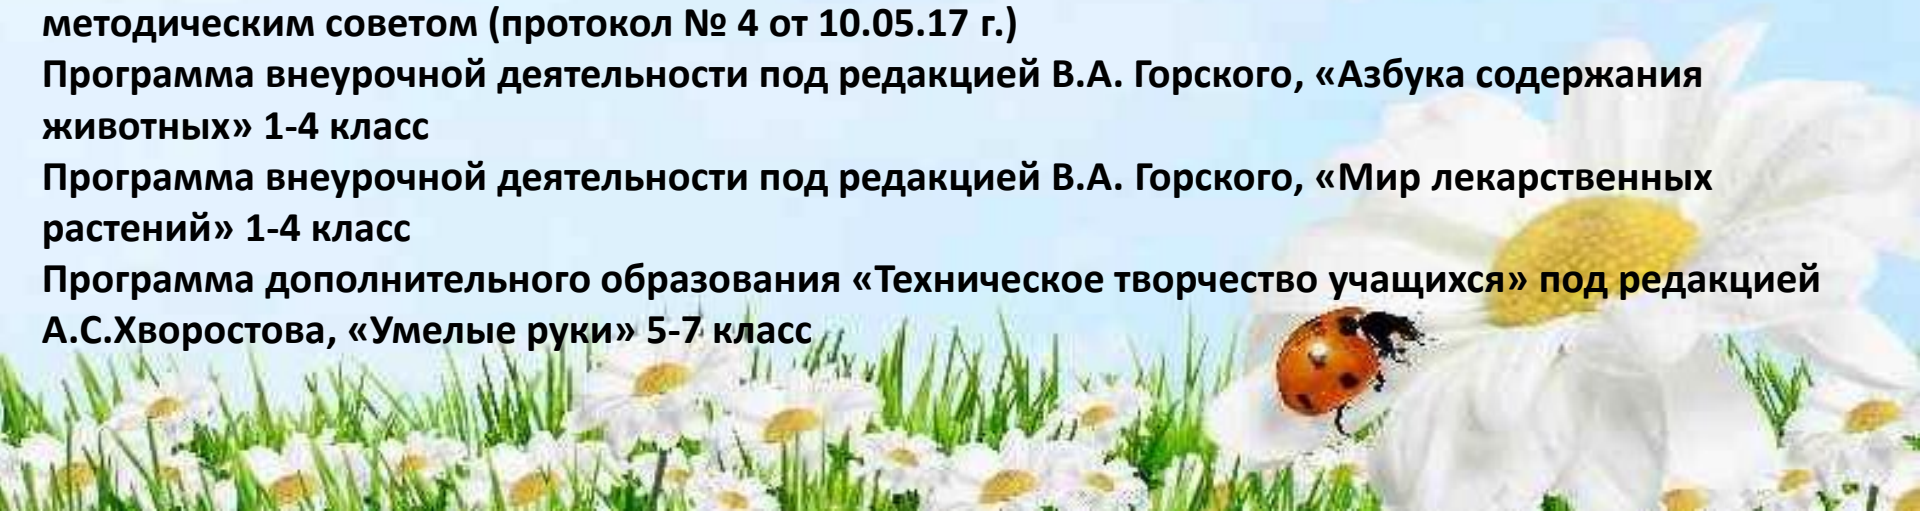 методическим советом (протокол № 4 от 10.05.17 г.)
Программа внеурочной деятельности под редакцией В.А. Горского, «Азбука содержания
животных» 1-4 класс
Программа внеурочной деятельности под редакцией В.А. Горского, «Мир лекарственных
растений» 1-4 класс
Программа дополнительного образования «Техническое творчество учащихся» под редакцией
А.С.Хворостова, «Умелые руки» 5-7 класс